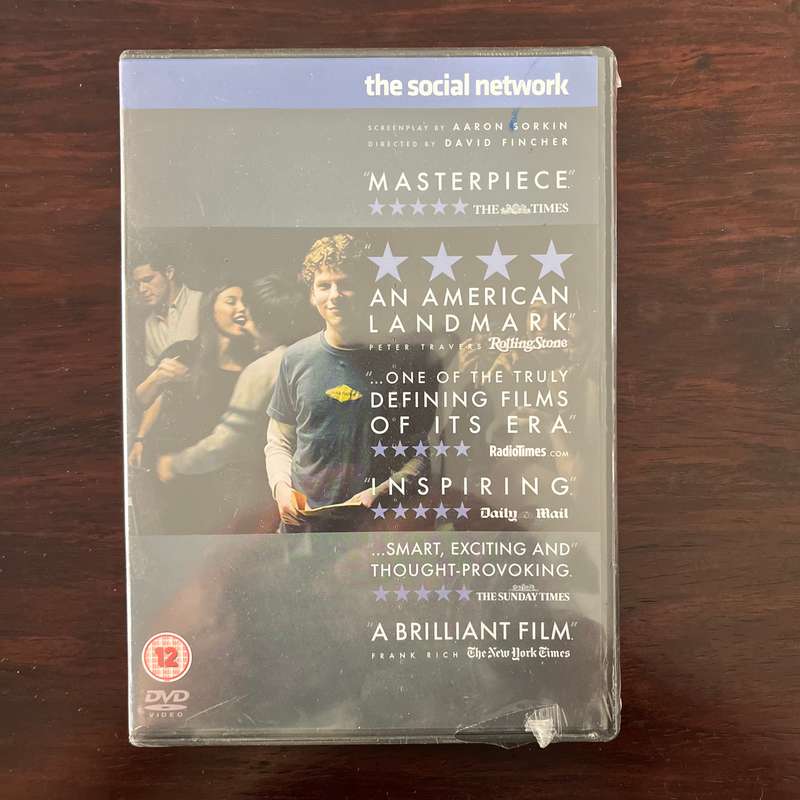 the social network
SCREENPLAY BY AARON SORKIN
DIRECTED BY DAVID FINCHER
"MASTERPIECE."
THE TIMES
"
AN AMERICAN
LANDMARK."
PETER TRAVERS RollingStone
"...ONE OF THE TRULY
DEFINING FILMS
OF ITS ERA."
RadioTimes.COM
"INSPIRING."
Daily Mail
"...SMART, EXCITING AND"
THOUGHT-PROVOKING.
THE SUNDAY TIMES
"A BRILLIANT FILM."
FRANK RICH The New York Times
12
DVD
VIDEO